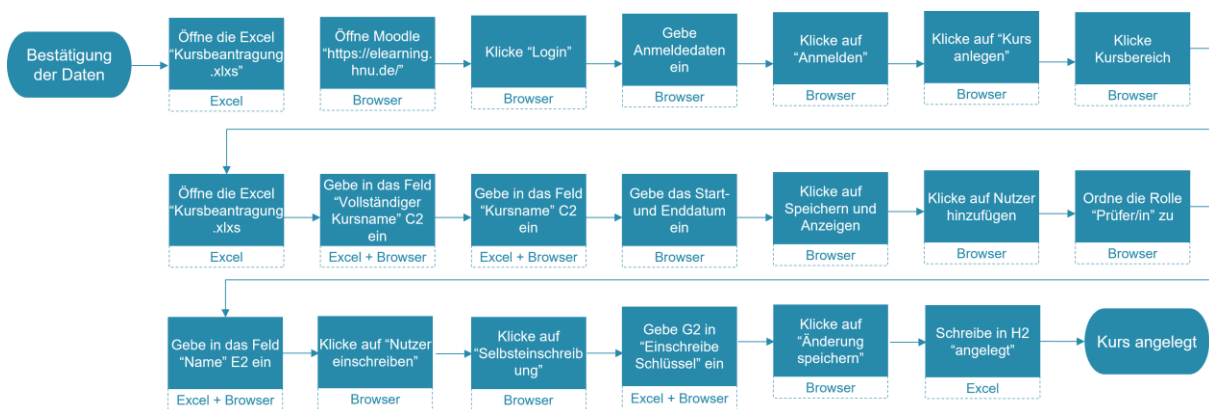 Bestätigung
der Daten
Öffne die Excel
“Kursbeantragung
.xlxs”
Excel
Öffne Moodle
“https://elearning.
hnu.de/”
Browser
Klicke “Login”
Browser
Gebe
Anmeldedaten
ein
Browser
Klicke auf
“Anmelden”
Browser
Klicke auf “Kurs
anlegen”
Browser
Klicke
Kursbereich
Browser
Öffne die Excel
“Kursbeantragung
.xlxs
Excel
Gebe in das Feld
“Vollständiger
Kursname” C2
ein
Excel + Browser
Gebe in das Feld
“Kursname” C2
ein
Excel + Browser
Gebe das Start-
und Enddatum
ein
Browser
Klicke auf
Speichern und
Anzeigen
Browser
Klicke auf Nutzer
hinzufügen
Browser
Ordne die Rolle
“Prüfer/in” zu
Browser
Gebe in das Feld
“Name” E2 ein
Excel + Browser
Klicke auf “Nutzer
einschreiben”
Browser
Klicke auf
“Selbsteinschreib
ung”
Browser
Gebe G2 in
“Einschreibe
Schlüssel” ein
Excel + Browser
Klicke auf
“Änderung
speichern”
Browser
Schreibe in H2
“angelegt”
Excel
Kurs angelegt